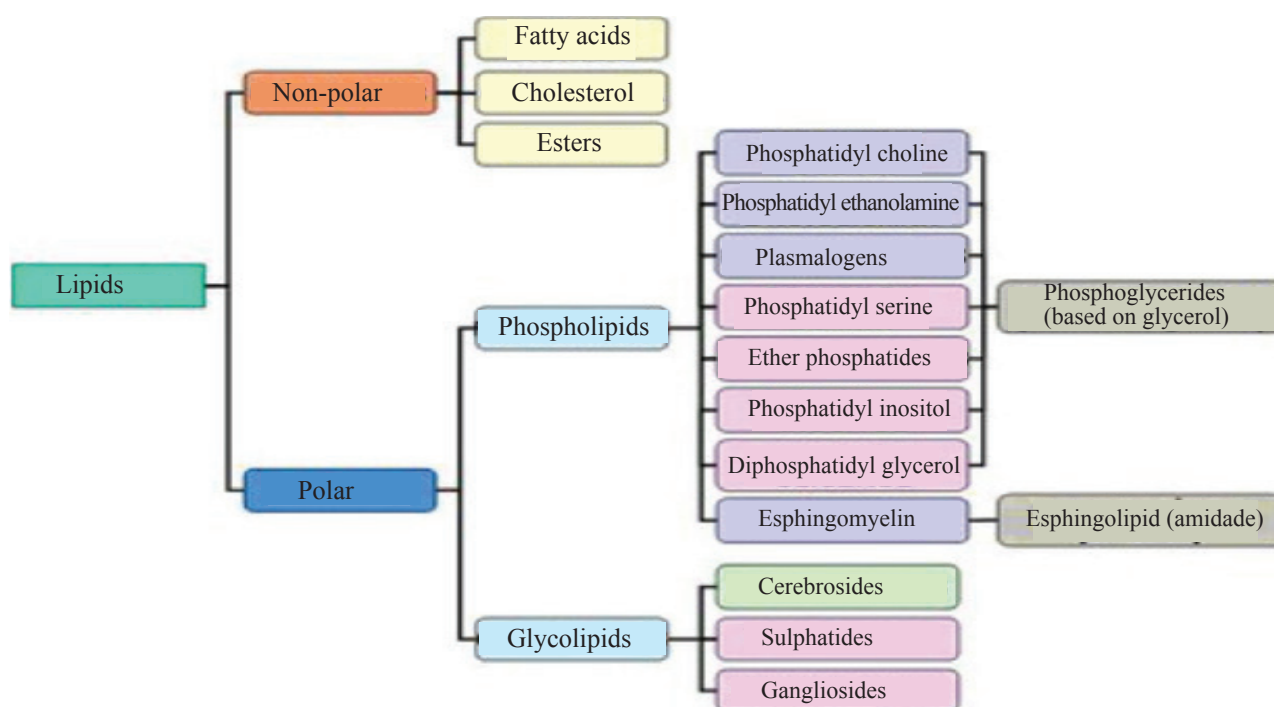 Fatty acids
Non-polar
Cholesterol
Esters
Phosphatidyl choline
Phosphatidyl ethanolamine
Plasmalogens
Lipids
Phosphatidyl serine
Phosphoglycerides
(based on glycerol)
Phospholipids
Ether phosphatides
Phosphatidyl inositol
Diphosphatidyl glycerol
Polar
Esphingomyelin
Esphingolipid (amidade)
Cerebrosides
Glycolipids
Sulphatides
Gangliosides